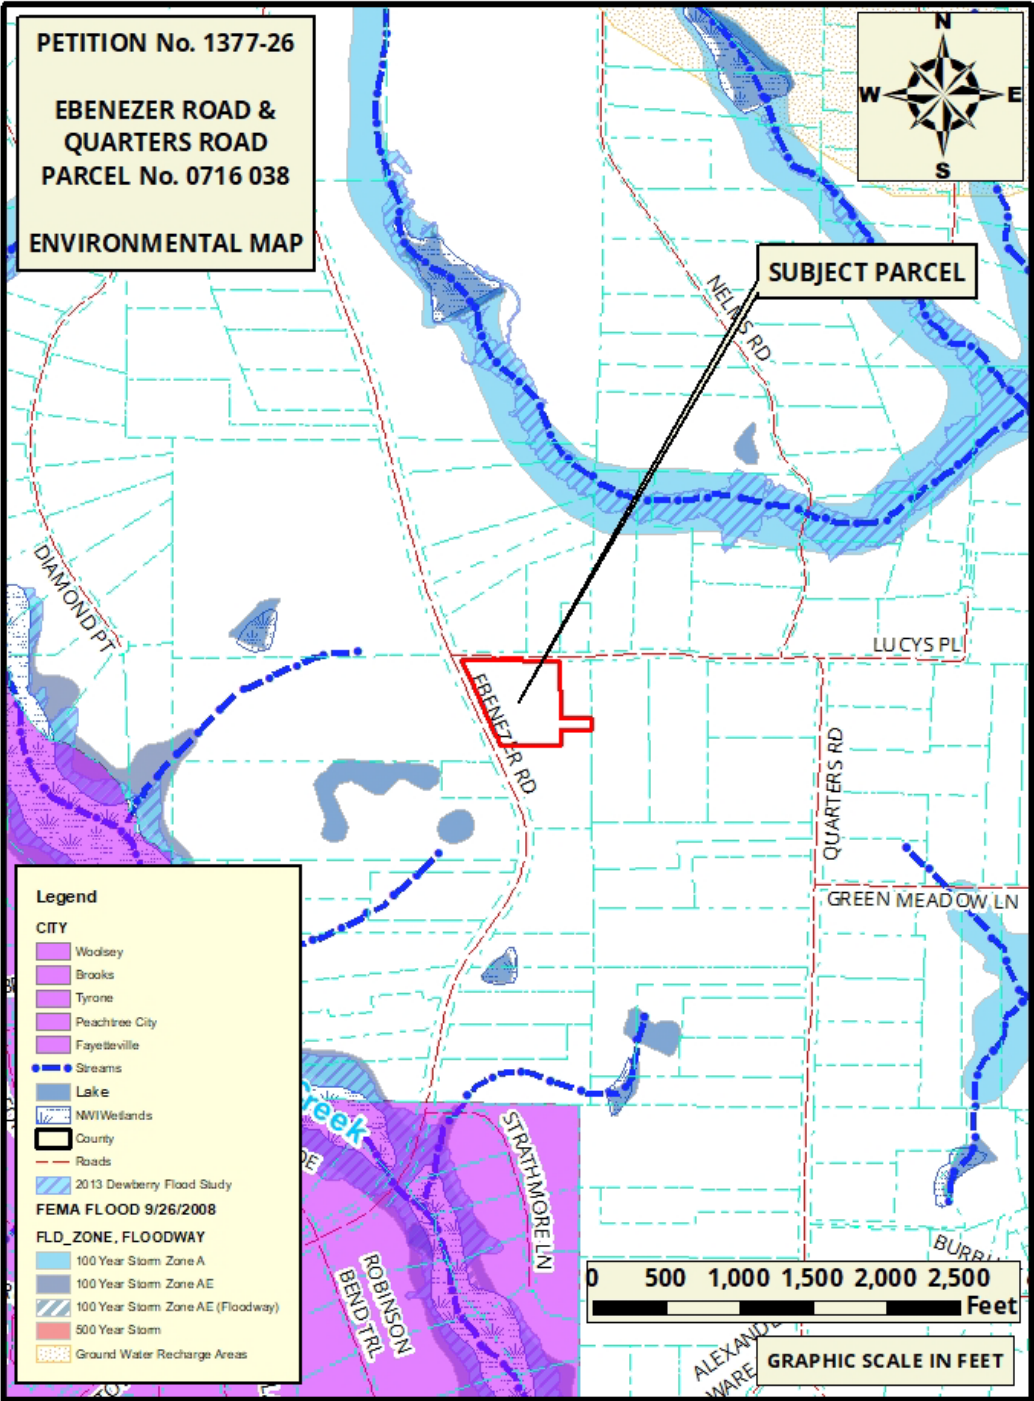 PETITION No. 1377-26
EBENEZER ROAD &
QUARTERS ROAD
PARCEL No. 0716 038
ENVIRONMENTAL MAP
N
W
E
S
SUBJECT PARCEL
NELMS RD
DIAMOND PT
LUCYS PL
EBENEZER RD
QUARTERS RD
GREEN MEADOW LN
Creek
STRATHMORE LN
ROBINSON
BEND TRL
Legend
CITY
Woolsey
Brooks
Tyrone
Peachtree City
Fayetteville
Streams
Lake
NWIWetlands
County
Roads
2013 Dewberry Flood Study
FEMA FLOOD 9/26/2008
FLD_ZONE, FLOODWAY
100 Year Storm Zone A
100 Year Storm Zone AE
100 Year Storm Zone AE (Floodway)
500 Year Storm
Ground Water Recharge Areas
0 500 1,000 1,500 2,000 2,500
Feet
GRAPHIC SCALE IN FEET